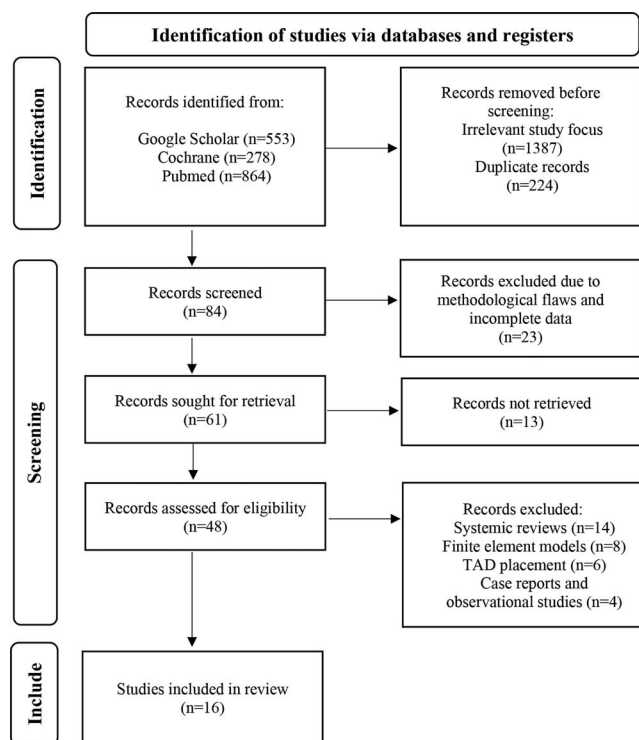 Identification of studies via databases and registers
Identification
Records identified from:
Google Scholar (n=553)
Cochrane (n=278)
Pubmed (n=864)
Records removed before
screening:
Irrelevant study focus
(n=1387)
Duplicate records
(n=224)
Screening
Records screened
(n=84)
Records excluded due to
methodological flaws and
incomplete data
(n=23)
Records sought for retrieval
(n=61)
Records not retrieved
(n=13)
Records assessed for eligibility
(n=48)
Records excluded:
Systemic reviews (n=14)
Finite element models (n=8)
TAD placement (n=6)
Case reports and
observational studies (n=4)
Include
Studies included in review
(n=16)